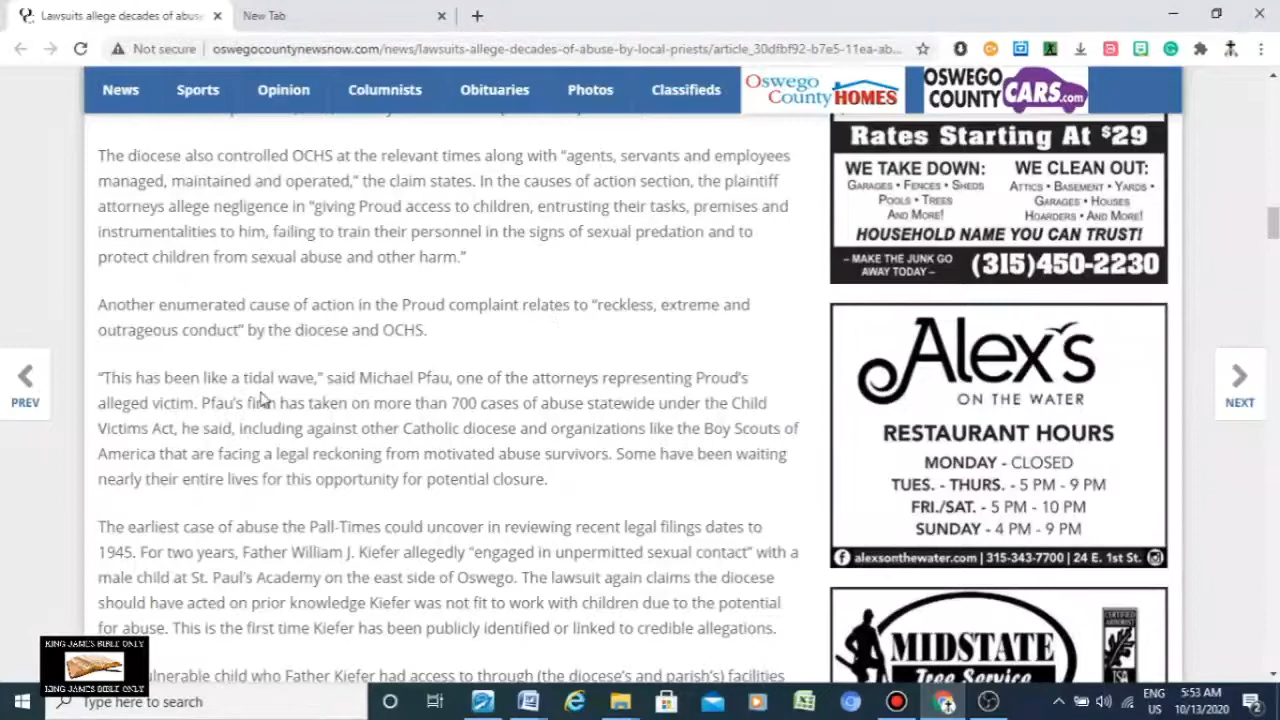 Lawsuits allege decades of abuse
New Tab
Not secure
oswegocountynewsnow.com/news/lawsuits-allege-decades-of-abuse-by-local-priests/article_30dfbf92-b7e5-11ea-ab...
News Sports Opinion Columnists Obituaries Photos Classifieds
Oswego County HOMES
OSWEGO COUNTY CARS.com
The diocese also controlled OCHS at the relevant times along with “agents, servants and employees
managed, maintained and operated,” the claim states. In the causes of action section, the plaintiff
attorneys allege negligence in “giving Proud access to children, entrusting their tasks, premises and
instrumentalities to him, failing to train their personnel in the signs of sexual predation and to
protect children from sexual abuse and other harm.”
Another enumerated cause of action in the Proud complaint relates to “reckless, extreme and
outrageous conduct” by the diocese and OCHS.
“This has been like a tidal wave,” said Michael Pfau, one of the attorneys representing Proud’s
alleged victim. Pfau’s firm has taken on more than 700 cases of abuse statewide under the Child
Victims Act, he said, including against other Catholic diocese and organizations like the Boy Scouts of
America that are facing a legal reckoning from motivated abuse survivors. Some have been waiting
nearly their entire lives for this opportunity for potential closure.
The earliest case of abuse the Pall-Times could uncover in reviewing recent legal filings dates to
1945. For two years, Father William J. Kiefer allegedly “engaged in unpermitted sexual contact” with a
male child at St. Paul’s Academy on the east side of Oswego. The lawsuit again claims the diocese
should have acted on prior knowledge Kiefer was not fit to work with children due to the potential
for abuse. This is the first time Kiefer has been publicly identified or linked to credible allegations.
ulnerable child who Father Kiefer had access to through (the diocese’s and parish’s) facilities
PREV
NEXT
Rates Starting At $29
WE TAKE DOWN:
GARAGES • FENCES • SHEDS
POOLS • TREES
AND MORE!
WE CLEAN OUT:
ATTICS • BASEMENT • YARDS •
GARAGES • HOUSES
HOARDERS • AND MORE!
HOUSEHOLD NAME YOU CAN TRUST!
– MAKE THE JUNK GO
AWAY TODAY –
(315)450-2230
Alex's
ON THE WATER
RESTAURANT HOURS
MONDAY - CLOSED
TUES. - THURS. - 5 PM - 9 PM
FRI./SAT. - 5 PM - 10 PM
SUNDAY - 4 PM - 9 PM
alexsonthewater.com | 315-343-7700 | 24 E. 1st St.
MIDSTATE
Tree Service
CERTIFIED
ARBORIST
ISA
KING JAMES BIBLE ONLY
KING JAMES BIBLE ONLY
Type here to search
ENG
US
5:53 AM
10/13/2020
2